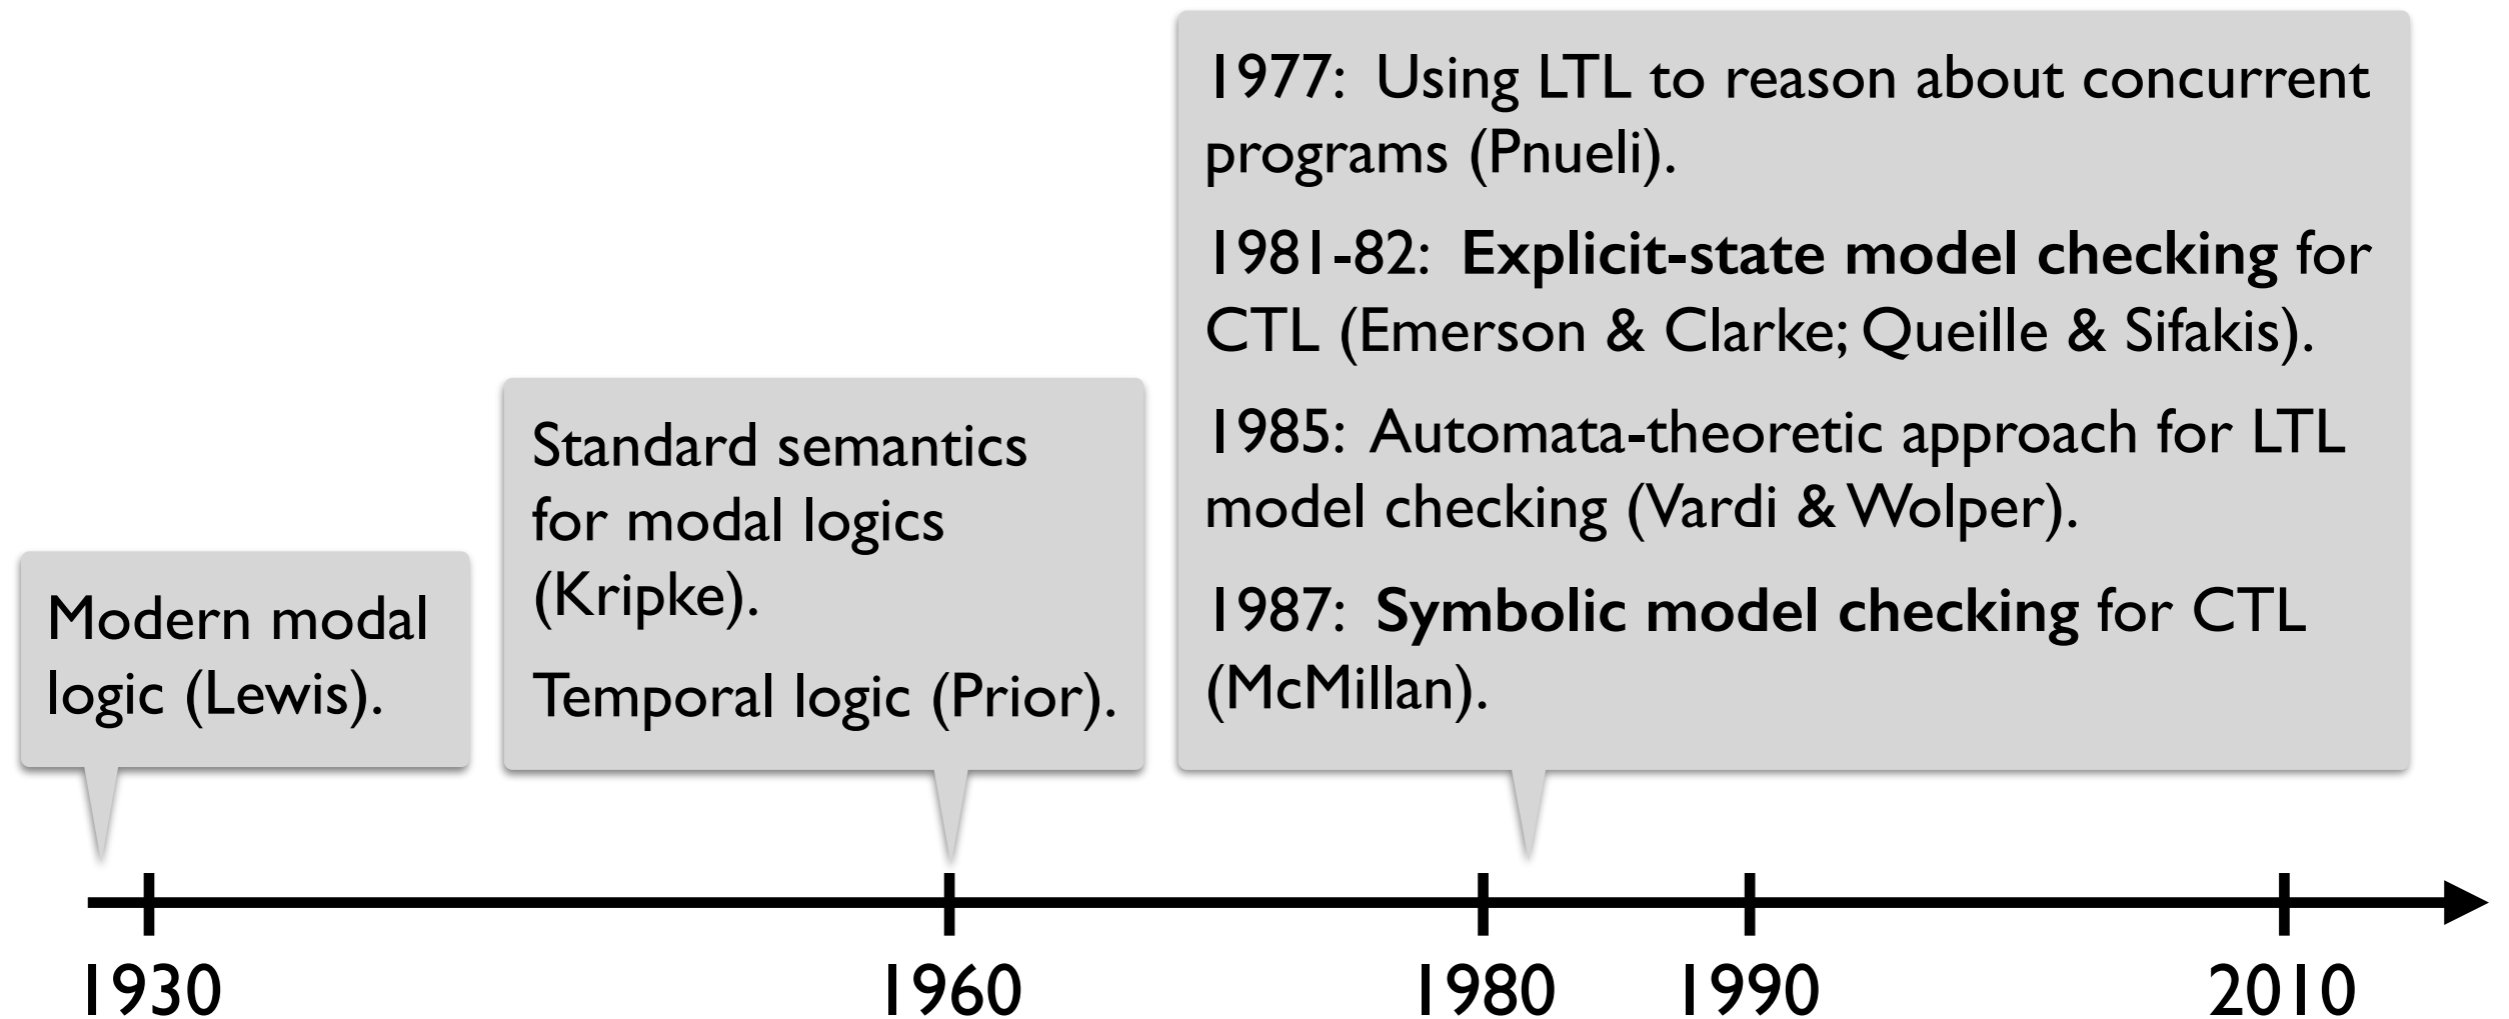 Modern modal
logic (Lewis).
Standard semantics
for modal logics
(Kripke).
Temporal logic (Prior).
1977: Using LTL to reason about concurrent
programs (Pnueli).
1981-82: Explicit-state model checking for
CTL (Emerson & Clarke; Queille & Sifakis).
1985: Automata-theoretic approach for LTL
model checking (Vardi & Wolper).
1987: Symbolic model checking for CTL
(McMillan).
1930 1960 1980 1990 2010